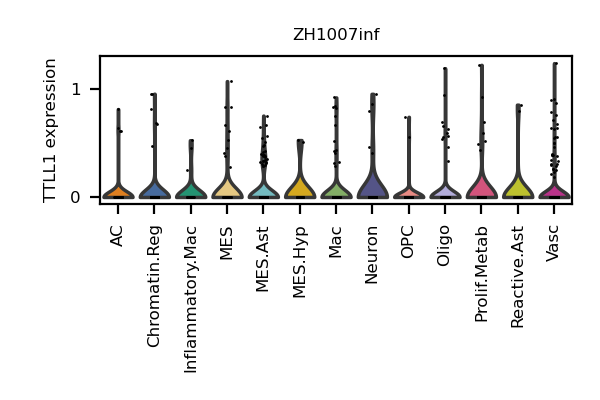 ZH1007inf
TTLL1 expression
1
0
AC
Chromatin.Reg
Inflammatory.Mac
MES
MES.Ast
MES.Hyp
Mac
Neuron
OPC
Oligo
Prolif.Metab
Reactive.Ast
Vasc